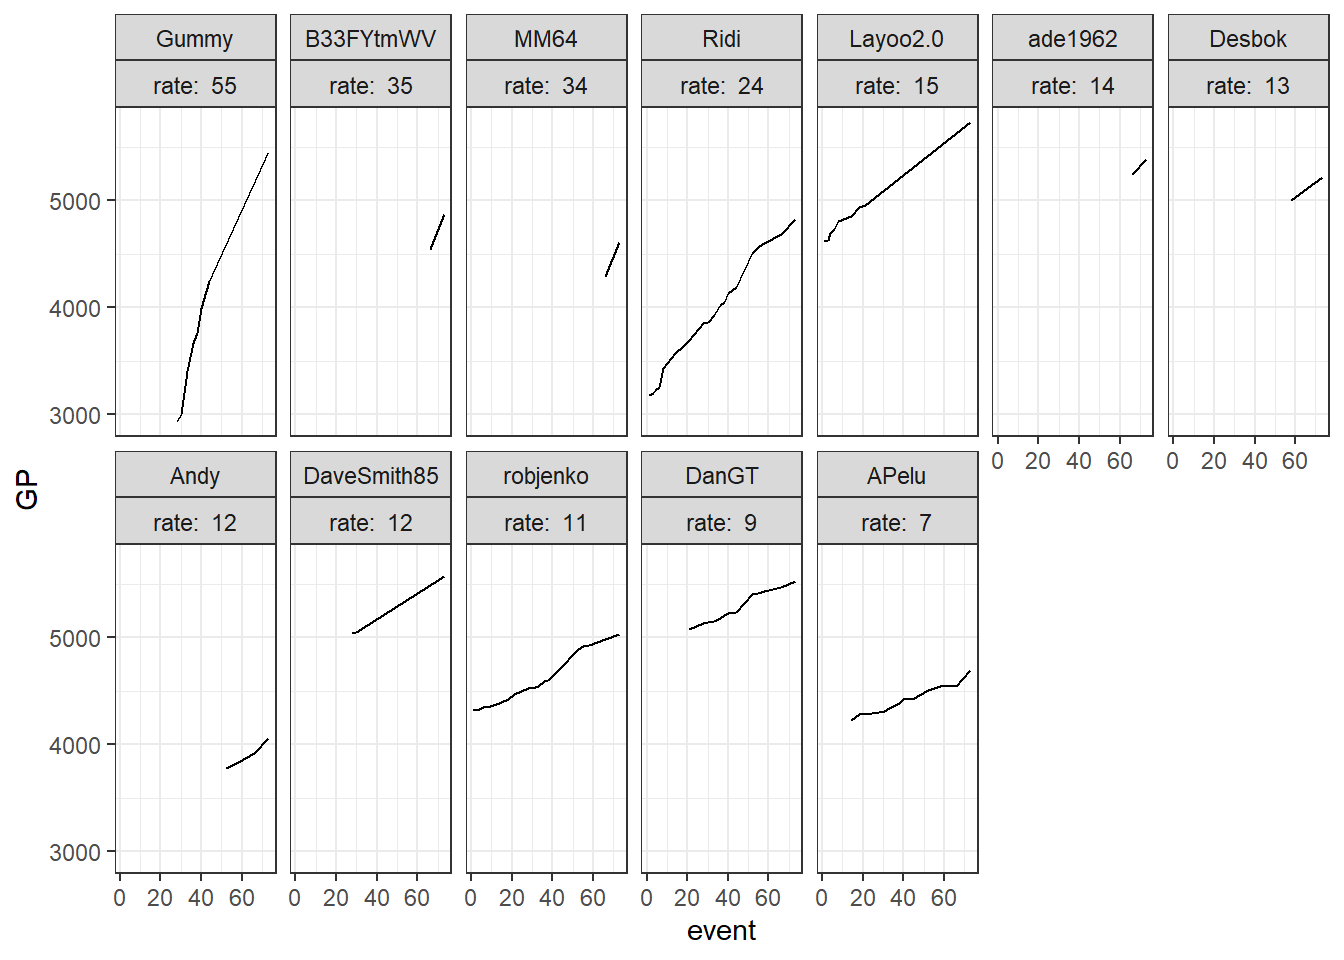 Gummy B33FYtmWV MM64 Ridi Layoo2.0 ade1962 Desbok
rate:  55 rate:  35 rate:  34 rate:  24 rate:  15 rate:  14 rate:  13
5000
4000
3000
0 20 40 60 0 20 40 60
Andy DaveSmith85 robjenko DanGT APelu
rate:  12 rate:  12 rate:  11 rate:  9 rate:  7
GP
5000
4000
3000
0 20 40 60 0 20 40 60 0 20 40 60 0 20 40 60 0 20 40 60
event